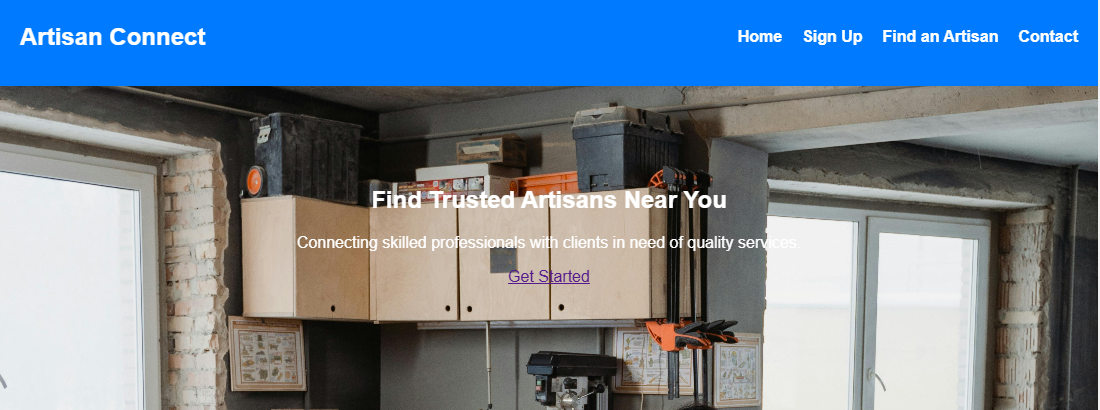 Artisan Connect
Home Sign Up Find an Artisan Contact
Find Trusted Artisans Near You
Connecting skilled professionals with clients in need of quality services.
Get Started